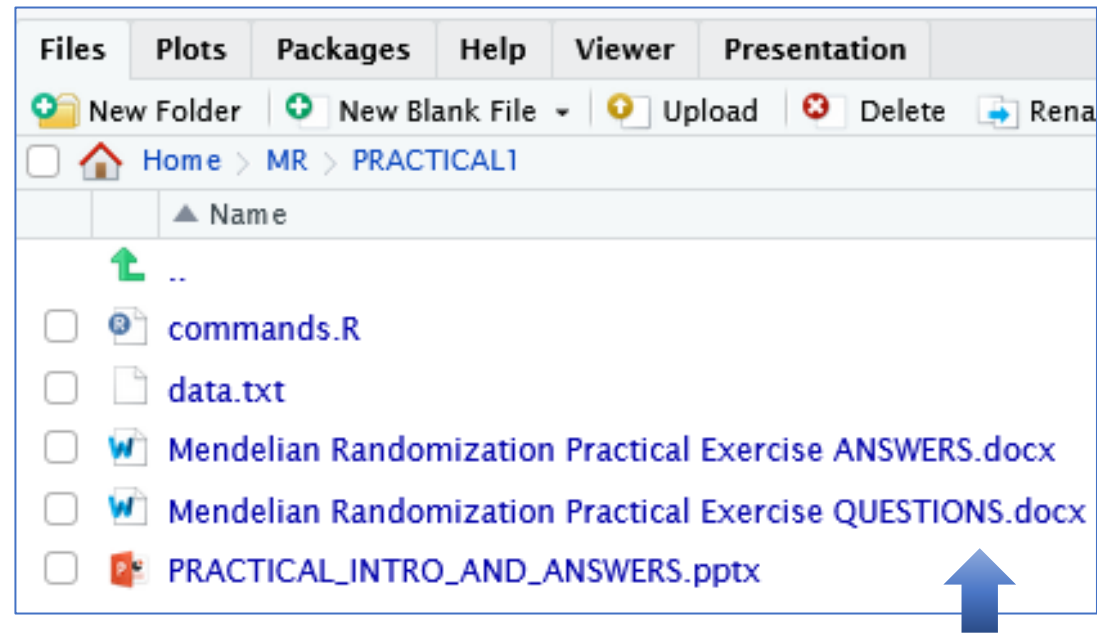 Files Plots Packages Help Viewer Presentation
New Folder New Blank File Upload Delete Rena
Home > MR > PRACTICAL1
Name
..
commands.R
data.txt
Mendelian Randomization Practical Exercise ANSWERS.docx
Mendelian Randomization Practical Exercise QUESTIONS.docx
PRACTICAL_INTRO_AND_ANSWERS.pptx